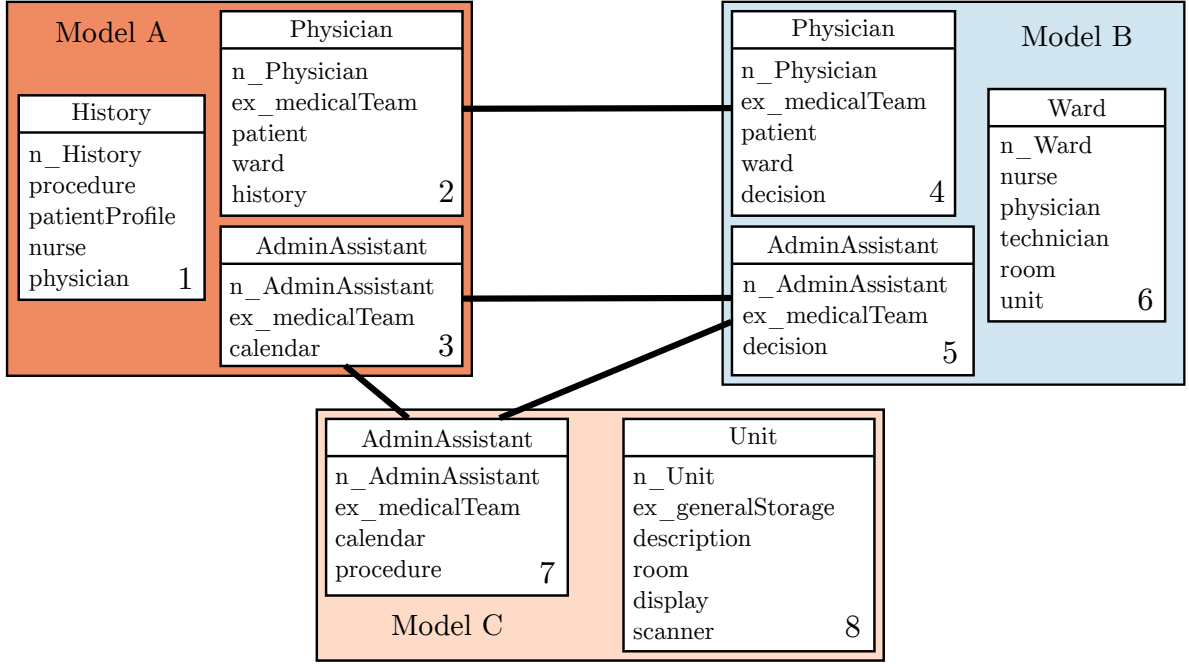 Model A
History
n_History
procedure
patientProfile
nurse
physician
1
Physician
n_Physician
ex_medicalTeam
patient
ward
history
2
AdminAssistant
n_AdminAssistant
ex_medicalTeam
calendar
3
Model B
Physician
n_Physician
ex_medicalTeam
patient
ward
decision
4
AdminAssistant
n_AdminAssistant
ex_medicalTeam
decision
5
Ward
n_Ward
nurse
physician
technician
room
unit
6
AdminAssistant
n_AdminAssistant
ex_medicalTeam
calendar
procedure
7
Model C
Unit
n_Unit
ex_generalStorage
description
room
display
scanner
8